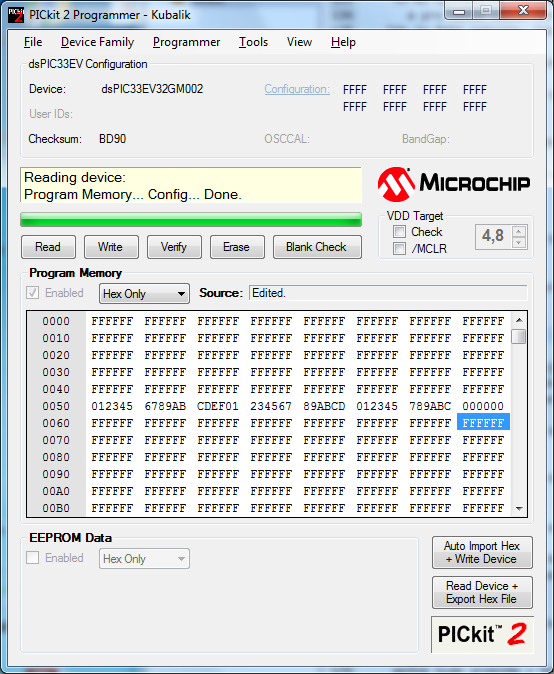 PICkit 2 Programmer - Kubalik
File Device Family Programmer Tools View Help
dsPIC33EV Configuration
Device: dsPIC33EV32GM002 Configuration: FFFF FFFF FFFF FFFF
User IDs: FFFF FFFF FFFF FFFF
Checksum: BD90 OSCCAL: BandGap:
Reading device:
Program Memory... Config... Done.
MICROCHIP
Read Write Verify Erase Blank Check
VDD Target
Check
/MCLR
4,8
Program Memory
Enabled Hex Only Source: Edited.
0000 FFFFFF FFFFFF FFFFFF FFFFFF FFFFFF FFFFFF FFFFFF FFFFFF
0010 FFFFFF FFFFFF FFFFFF FFFFFF FFFFFF FFFFFF FFFFFF FFFFFF
0020 FFFFFF FFFFFF FFFFFF FFFFFF FFFFFF FFFFFF FFFFFF FFFFFF
0030 FFFFFF FFFFFF FFFFFF FFFFFF FFFFFF FFFFFF FFFFFF FFFFFF
0040 FFFFFF FFFFFF FFFFFF FFFFFF FFFFFF FFFFFF FFFFFF FFFFFF
0050 012345 6789AB CDEF01 234567 89ABCD 012345 789ABC 000000
0060 FFFFFF FFFFFF FFFFFF FFFFFF FFFFFF FFFFFF FFFFFF FFFFFF
0070 FFFFFF FFFFFF FFFFFF FFFFFF FFFFFF FFFFFF FFFFFF FFFFFF
0080 FFFFFF FFFFFF FFFFFF FFFFFF FFFFFF FFFFFF FFFFFF FFFFFF
0090 FFFFFF FFFFFF FFFFFF FFFFFF FFFFFF FFFFFF FFFFFF FFFFFF
00A0 FFFFFF FFFFFF FFFFFF FFFFFF FFFFFF FFFFFF FFFFFF FFFFFF
00B0 FFFFFF FFFFFF FFFFFF FFFFFF FFFFFF FFFFFF FFFFFF FFFFFF
EEPROM Data
Enabled Hex Only
Auto Import Hex
+ Write Device
Read Device +
Export Hex File
PICkit™ 2